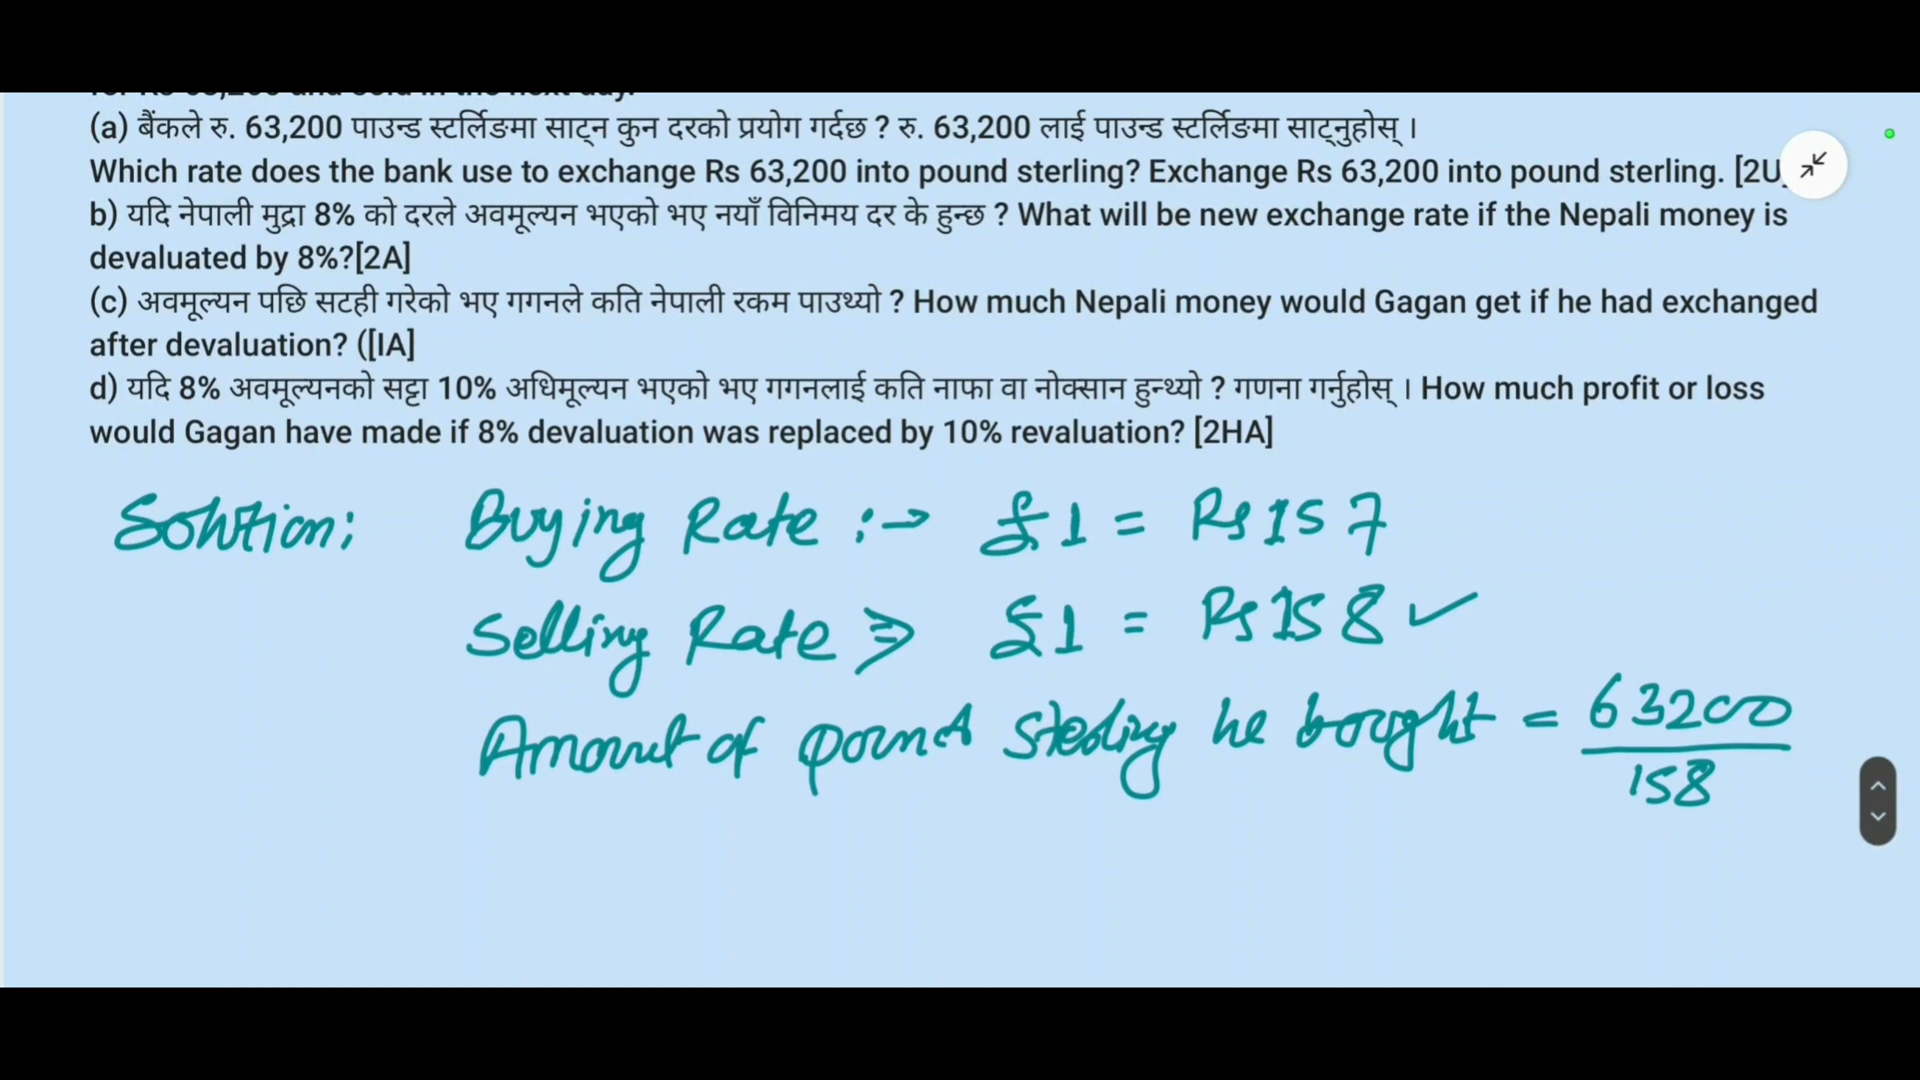 (a) बैंकले रु. 63,200 पाउन्ड स्टर्लिङमा साट्न कुन दरको प्रयोग गर्दछ ? रु. 63,200 लाई पाउन्ड स्टर्लिङमा साट्नुहोस् ।
Which rate does the bank use to exchange Rs 63,200 into pound sterling? Exchange Rs 63,200 into pound sterling. [2U
b) यदि नेपाली मुद्रा 8% को दरले अवमूल्यन भएको भए नयाँ विनिमय दर के हुन्छ ? What will be new exchange rate if the Nepali money is
devaluated by 8%?[2A]
(c) अवमूल्यन पछि सटही गरेको भए गगनले कति नेपाली रकम पाउथ्यो ? How much Nepali money would Gagan get if he had exchanged
after devaluation? ([IA]
d) यदि 8% अवमूल्यनको सट्टा 10% अधिमूल्यन भएको भए गगनलाई कति नाफा वा नोक्सान हुन्थ्यो ? गणना गर्नुहोस् । How much profit or loss
would Gagan have made if 8% devaluation was replaced by 10% revaluation? [2HA]
Solution: Buying Rate :→ £1 = Rs 157
Selling Rate ⇒ £1 = Rs 158 ✓
Amount of pound sterling he bought = 63200
158